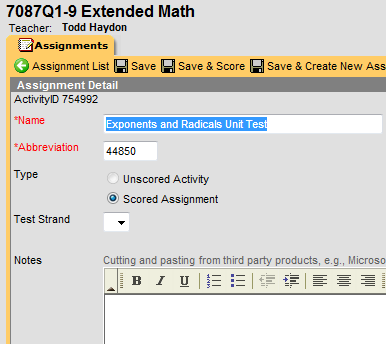 7087Q1-9 Extended Math
Teacher: Todd Haydon
Assignments
Assignment List Save Save & Score Save & Create New Ass
Assignment Detail
ActivityID 754992
*Name Exponents and Radicals Unit Test
*Abbreviation 44850
Type Unscored Activity
Scored Assignment
Test Strand
Notes Cutting and pasting from third party products, e.g., Microso
B I U